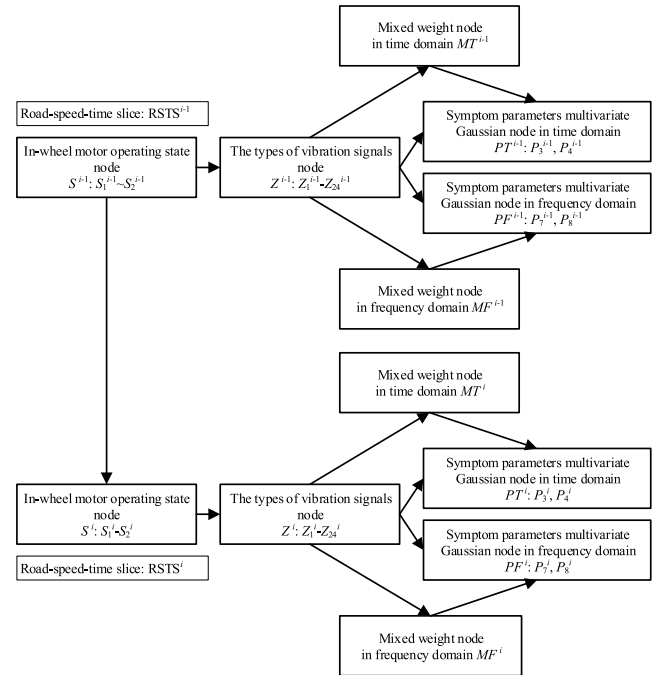 Mixed weight node
in time domain MT^{i-1}
Road-speed-time slice: RSTS^{i-1}
In-wheel motor operating state
node
S^{i-1}: S_1^{i-1}~S_2^{i-1}
The types of vibration signals
node
Z^{i-1}: Z_1^{i-1}-Z_{24}^{i-1}
Symptom parameters multivariate
Gaussian node in time domain
PT^{i-1}: P_3^{i-1}, P_4^{i-1}
Symptom parameters multivariate
Gaussian node in frequency domain
PF^{i-1}: P_7^{i-1}, P_8^{i-1}
Mixed weight node
in frequency domain MF^{i-1}
Mixed weight node
in time domain MT^i
In-wheel motor operating state
node
S^i: S_1^i-S_2^i
The types of vibration signals
node
Z^i: Z_1^i-Z_{24}^i
Symptom parameters multivariate
Gaussian node in time domain
PT^i: P_3^i, P_4^i
Symptom parameters multivariate
Gaussian node in frequency domain
PF^i: P_7^i, P_8^i
Road-speed-time slice: RSTS^i
Mixed weight node
in frequency domain MF^i